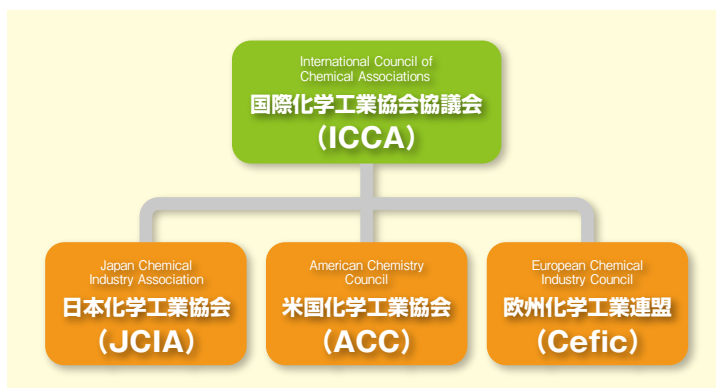 International Council of
Chemical Associations
国際化学工業協会協議会
（ICCA）
Japan Chemical
Industry Association
日本化学工業協会
（JCIA）
American Chemistry
Council
米国化学工業協会
（ACC）
European Chemical
Industry Council
欧州化学工業連盟
（Cefic）